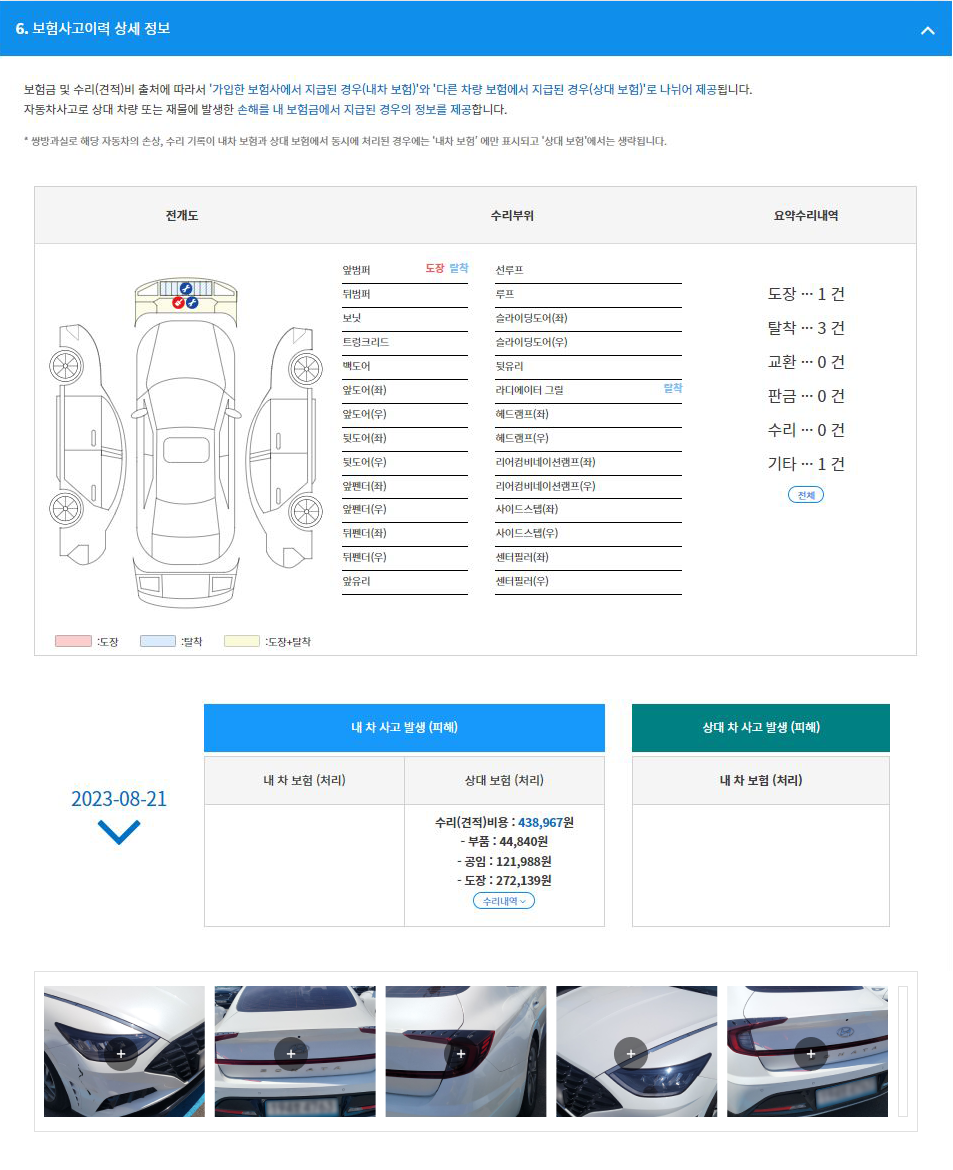 6. 보험사고이력 상세 정보
보험금 및 수리(견적)비 출처에 따라서 '가입한 보험사에서 지급된 경우(내차 보험)'와 '다른 차량 보험에서 지급된 경우(상대 보험)'로 나뉘어 제공됩니다.
자동차사고로 상대 차량 또는 재물에 발생한 손해를 내 보험금에서 지급된 경우의 정보를 제공합니다.
* 쌍방과실로 해당 자동차의 손상, 수리 기록이 내차 보험과 상대 보험에서 동시에 처리된 경우에는 '내차 보험' 에만 표시되고 '상대 보험'에서는 생략됩니다.
전개도 수리부위 요약수리내역
앞범퍼 도장 탈착
뒤범퍼
보닛
트렁크리드
백도어
앞도어(좌)
앞도어(우)
뒷도어(좌)
뒷도어(우)
앞펜더(좌)
앞펜더(우)
뒤펜더(좌)
뒤펜더(우)
앞유리
선루프
루프
슬라이딩도어(좌)
슬라이딩도어(우)
뒷유리
라디에이터 그릴 탈착
헤드램프(좌)
헤드램프(우)
리어컴비네이션램프(좌)
리어컴비네이션램프(우)
사이드스텝(좌)
사이드스텝(우)
센터필러(좌)
센터필러(우)
도장 ··· 1 건
탈착 ··· 3 건
교환 ··· 0 건
판금 ··· 0 건
수리 ··· 0 건
기타 ··· 1 건
전체
:도장 :탈착 :도장+탈착
2023-08-21
내 차 사고 발생 (피해)
내 차 보험 (처리) 상대 보험 (처리)
수리(견적)비용 : 438,967원
- 부품 : 44,840원
- 공임 : 121,988원
- 도장 : 272,139원
수리내역
상대 차 사고 발생 (피해)
내 차 보험 (처리)
SONATA